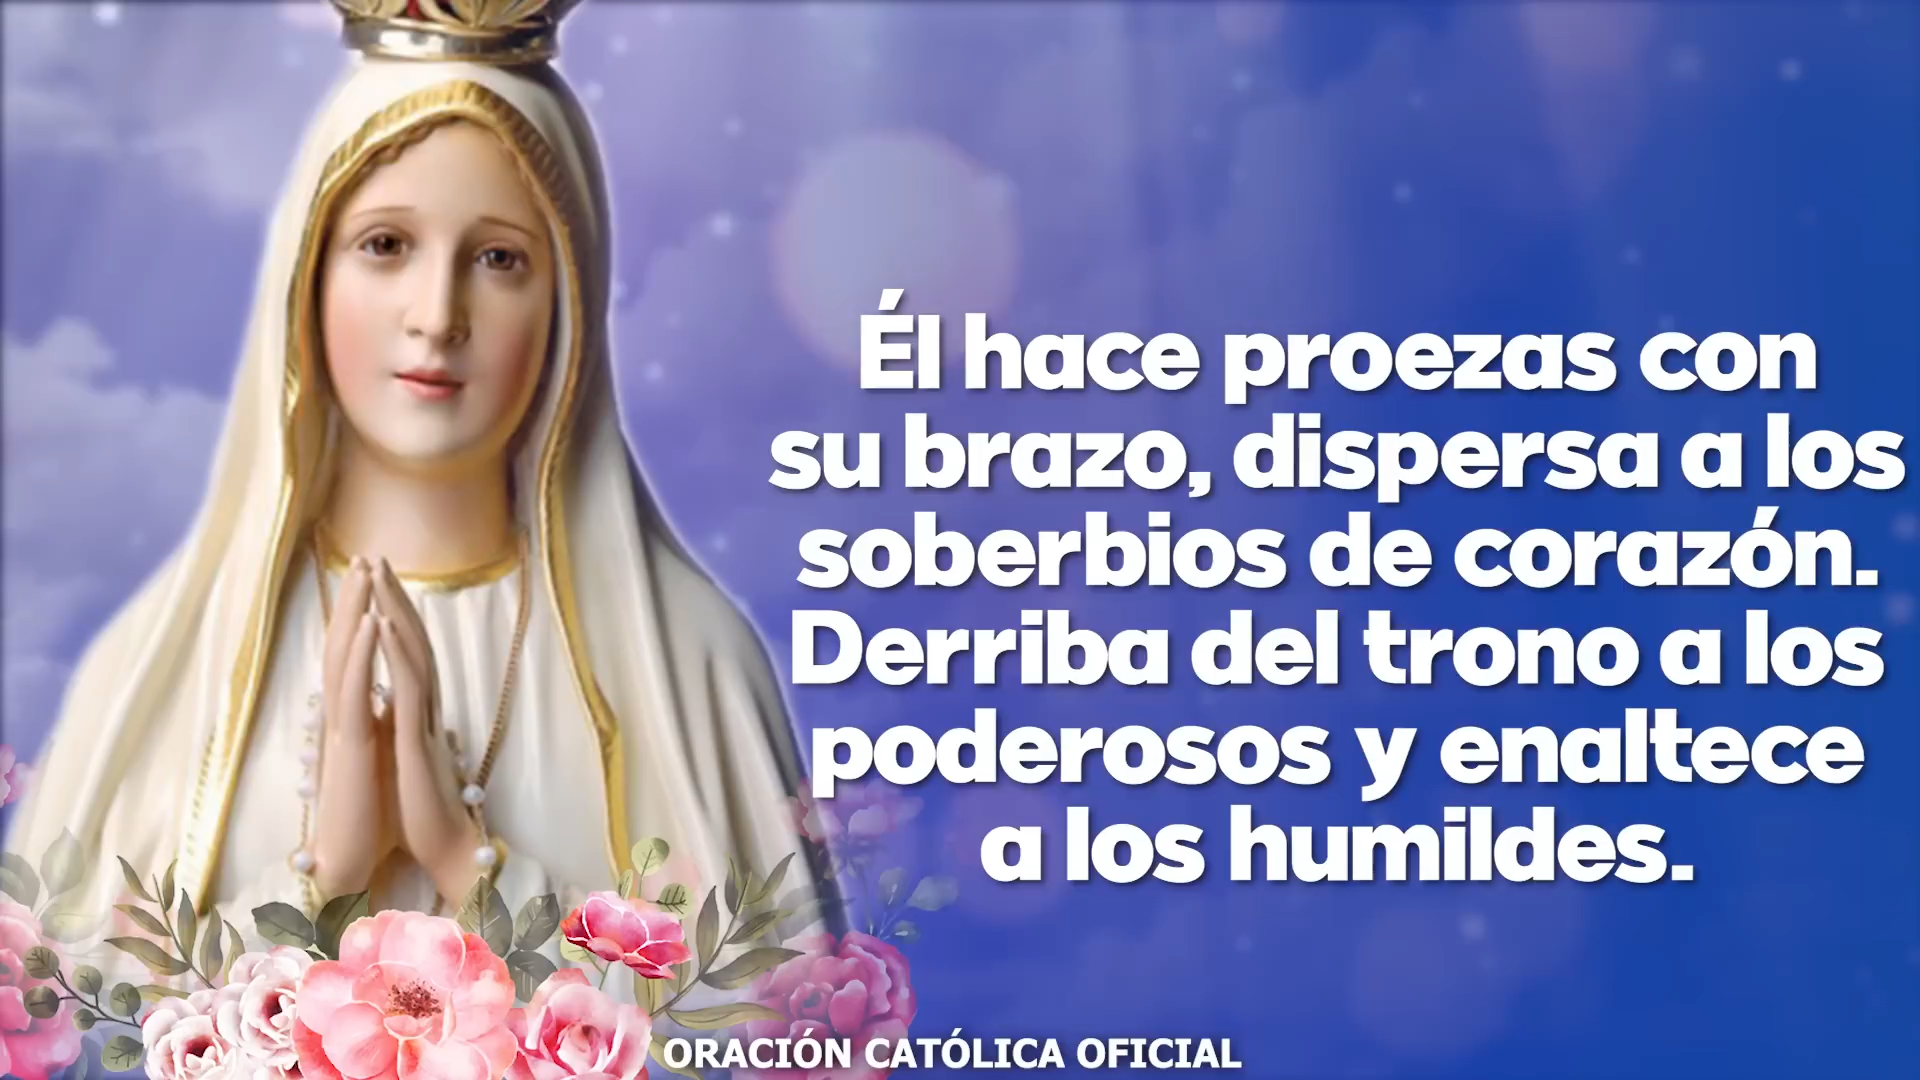 Él hace proezas con
su brazo, dispersa a los
soberbios de corazón.
Derriba del trono a los
poderosos y enaltece
a los humildes.
ORACIÓN CATÓLICA OFICIAL